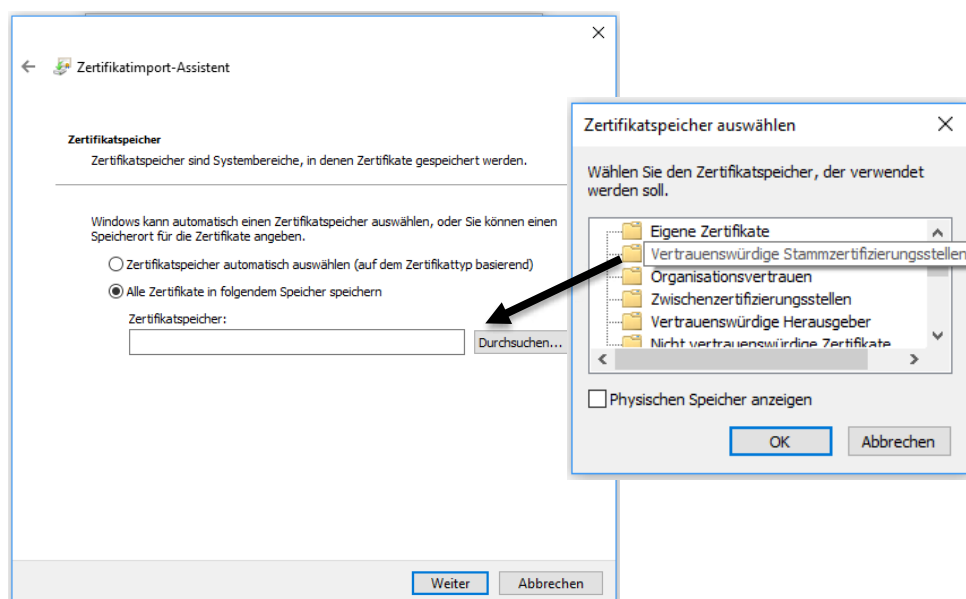 Zertifikatimport-Assistent
Zertifikatspeicher
Zertifikatspeicher sind Systembereiche, in denen Zertifikate gespeichert werden.
Windows kann automatisch einen Zertifikatspeicher auswählen, oder Sie können einen
Speicherort für die Zertifikate angeben.
Zertifikatspeicher automatisch auswählen (auf dem Zertifikattyp basierend)
Alle Zertifikate in folgendem Speicher speichern
Zertifikatspeicher:
Durchsuchen...
Weiter
Abbrechen
Zertifikatspeicher auswählen
Wählen Sie den Zertifikatspeicher, der verwendet
werden soll.
Eigene Zertifikate
Vertrauenswürdige Stammzertifizierungsstellen
Organisationsvertrauen
Zwischenzertifizierungsstellen
Vertrauenswürdige Herausgeber
Nicht vertrauenswürdige Zertifikate
Physischen Speicher anzeigen
OK
Abbrechen